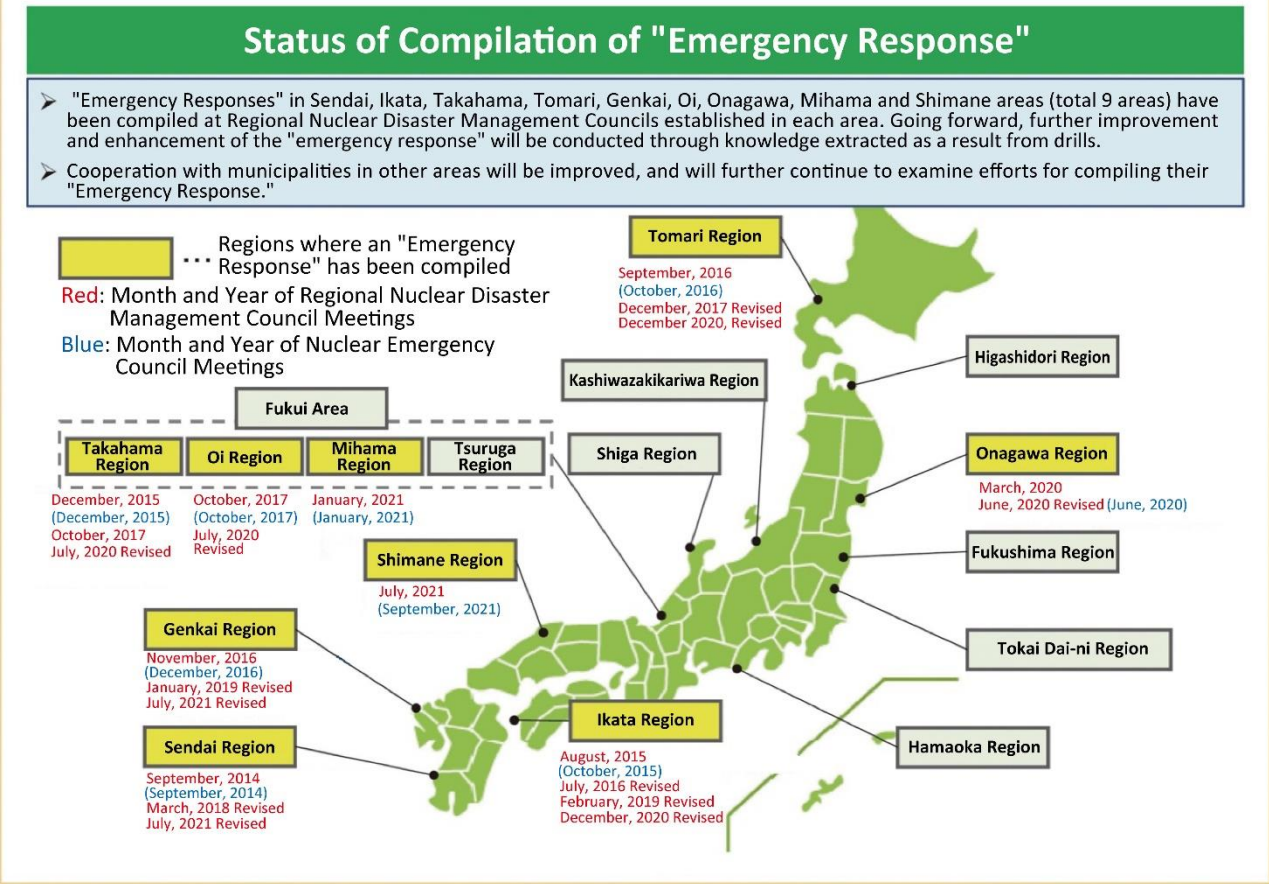 Status of Compilation of "Emergency Response"
➢ "Emergency Responses" in Sendai, Ikata, Takahama, Tomari, Genkai, Oi, Onagawa, Mihama and Shimane areas (total 9 areas) have
been compiled at Regional Nuclear Disaster Management Councils established in each area. Going forward, further improvement
and enhancement of the "emergency response" will be conducted through knowledge extracted as a result from drills.
➢ Cooperation with municipalities in other areas will be improved, and will further continue to examine efforts for compiling their
"Emergency Response."
... Regions where an "Emergency
Response" has been compiled
Red: Month and Year of Regional Nuclear Disaster
Management Council Meetings
Blue: Month and Year of Nuclear Emergency
Council Meetings
Tomari Region
September, 2016
(October, 2016)
December, 2017 Revised
December 2020, Revised
Higashidori Region
Kashiwazakikariwa Region
Fukui Area
Takahama
Region
December, 2015
(December, 2015)
October, 2017
July, 2020 Revised
Oi Region
October, 2017
(October, 2017)
July, 2020
Revised
Mihama
Region
January, 2021
(January, 2021)
Tsuruga
Region
Shiga Region
Onagawa Region
March, 2020
June, 2020 Revised (June, 2020)
Fukushima Region
Shimane Region
July, 2021
(September, 2021)
Genkai Region
November, 2016
(December, 2016)
January, 2019 Revised
July, 2021 Revised
Tokai Dai-ni Region
Sendai Region
September, 2014
(September, 2014)
March, 2018 Revised
July, 2021 Revised
Ikata Region
August, 2015
(October, 2015)
July, 2016 Revised
February, 2019 Revised
December, 2020 Revised
Hamaoka Region